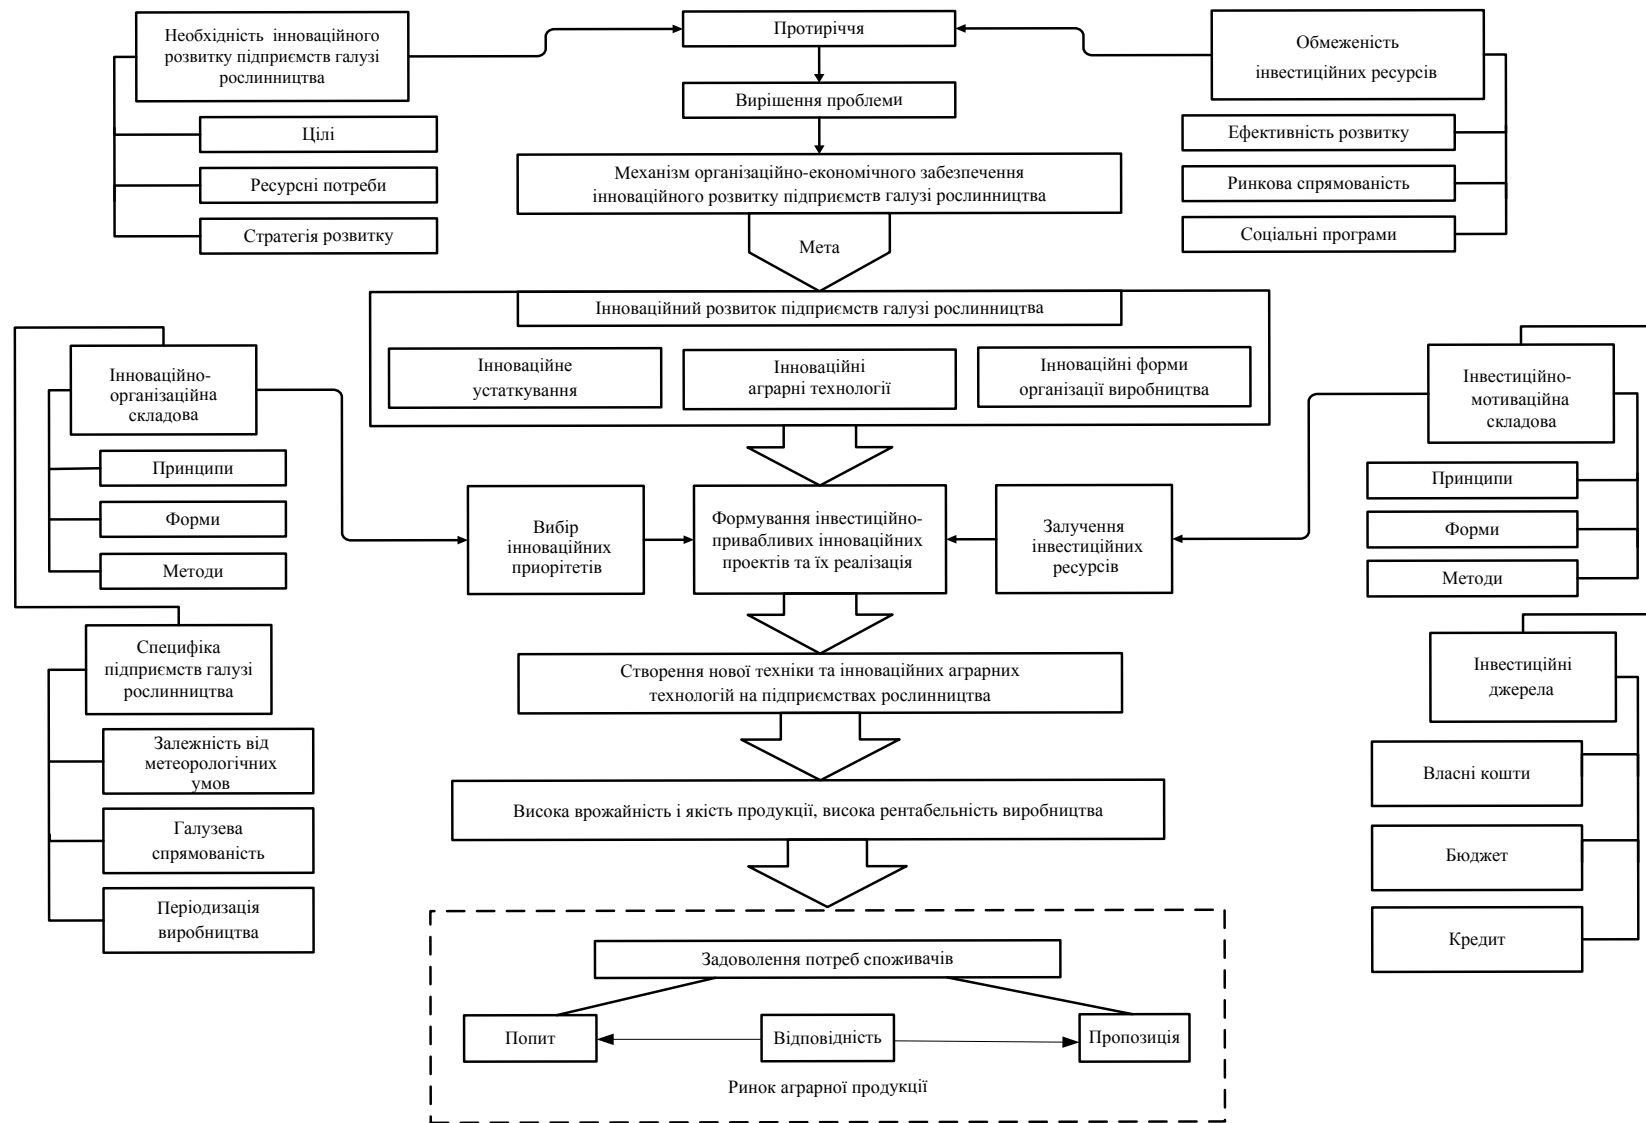 Необхідність інноваційного
розвитку підприємств галузі
рослинництва
Протиріччя
Обмеженість
інвестиційних ресурсів
Вирішення проблеми
Цілі
Ресурсні потреби
Стратегія розвитку
Ефективність розвитку
Ринкова спрямованість
Соціальні програми
Механізм організаційно-економічного забезпечення
інноваційного розвитку підприємств галузі рослинництва
Мета
Інноваційний розвиток підприємств галузі рослинництва
Інноваційне
устаткування
Інноваційні
аграрні технології
Інноваційні форми
організації виробництва
Інноваційно-
організаційна
складова
Принципи
Форми
Методи
Інвестиційно-
мотиваційна
складова
Принципи
Форми
Методи
Вибір
інноваційних
приорітетів
Формування інвестиційно-
привабливих інноваційних
проектів та їх реалізація
Залучення
інвестиційних
ресурсів
Специфіка
підприємств галузі
рослинництва
Залежність від
метеорологічних
умов
Галузева
спрямованість
Періодизація
виробництва
Створення нової техніки та інноваційних аграрних
технологій на підприємствах рослинництва
Інвестиційні
джерела
Власні кошти
Бюджет
Кредит
Висока врожайність і якість продукції, висока рентабельність виробництва
Задоволення потреб споживачів
Попит
Відповідність
Пропозиція
Ринок аграрної продукції